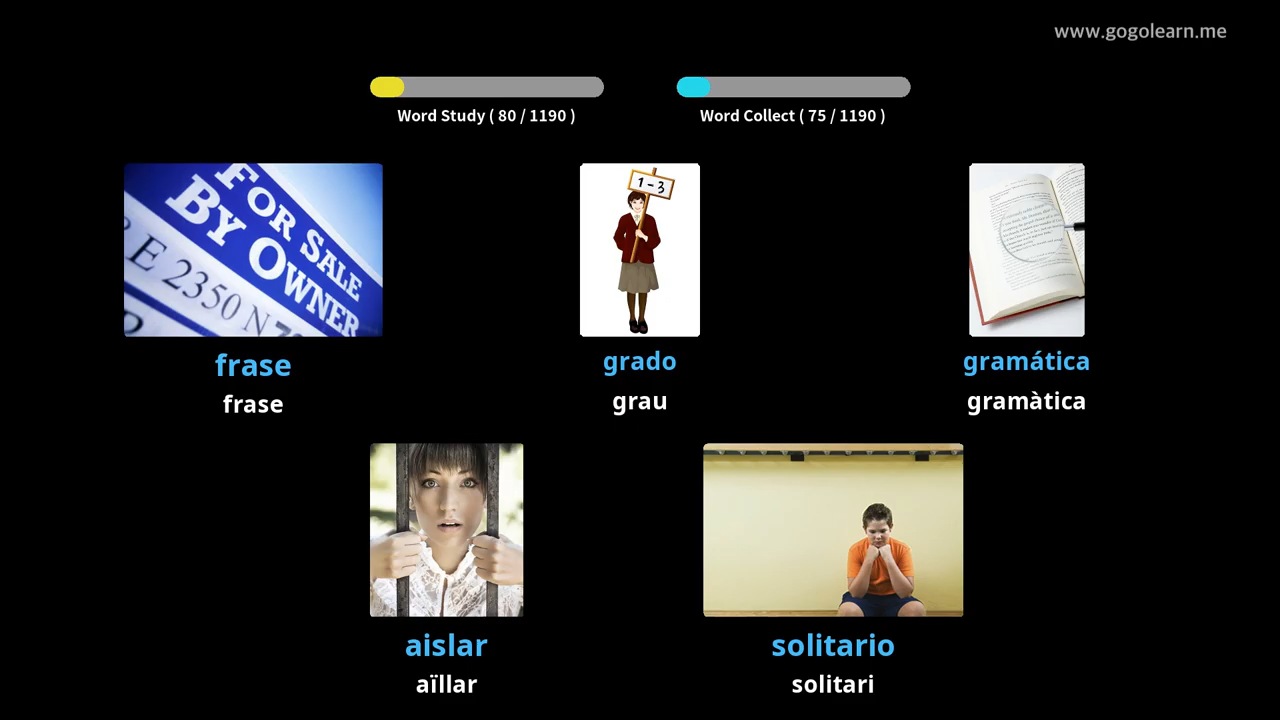 www.gogolearn.me
Word Study ( 80 / 1190 )
Word Collect ( 75 / 1190 )
FOR SALE
BY OWNER
E 2350 N
1 - 3
frase
grado
gramática
frase
grau
gramàtica
aislar
solitario
aïllar
solitari